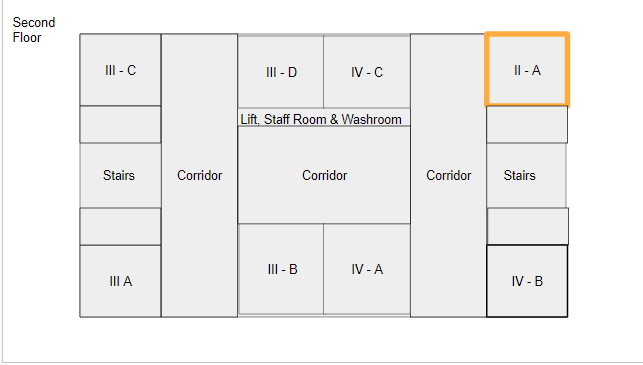 Second
Floor
III - C
III - D
IV - C
II - A
Lift, Staff Room & Washroom
Stairs
Corridor
Corridor
Corridor
Stairs
III A
III - B
IV - A
IV - B